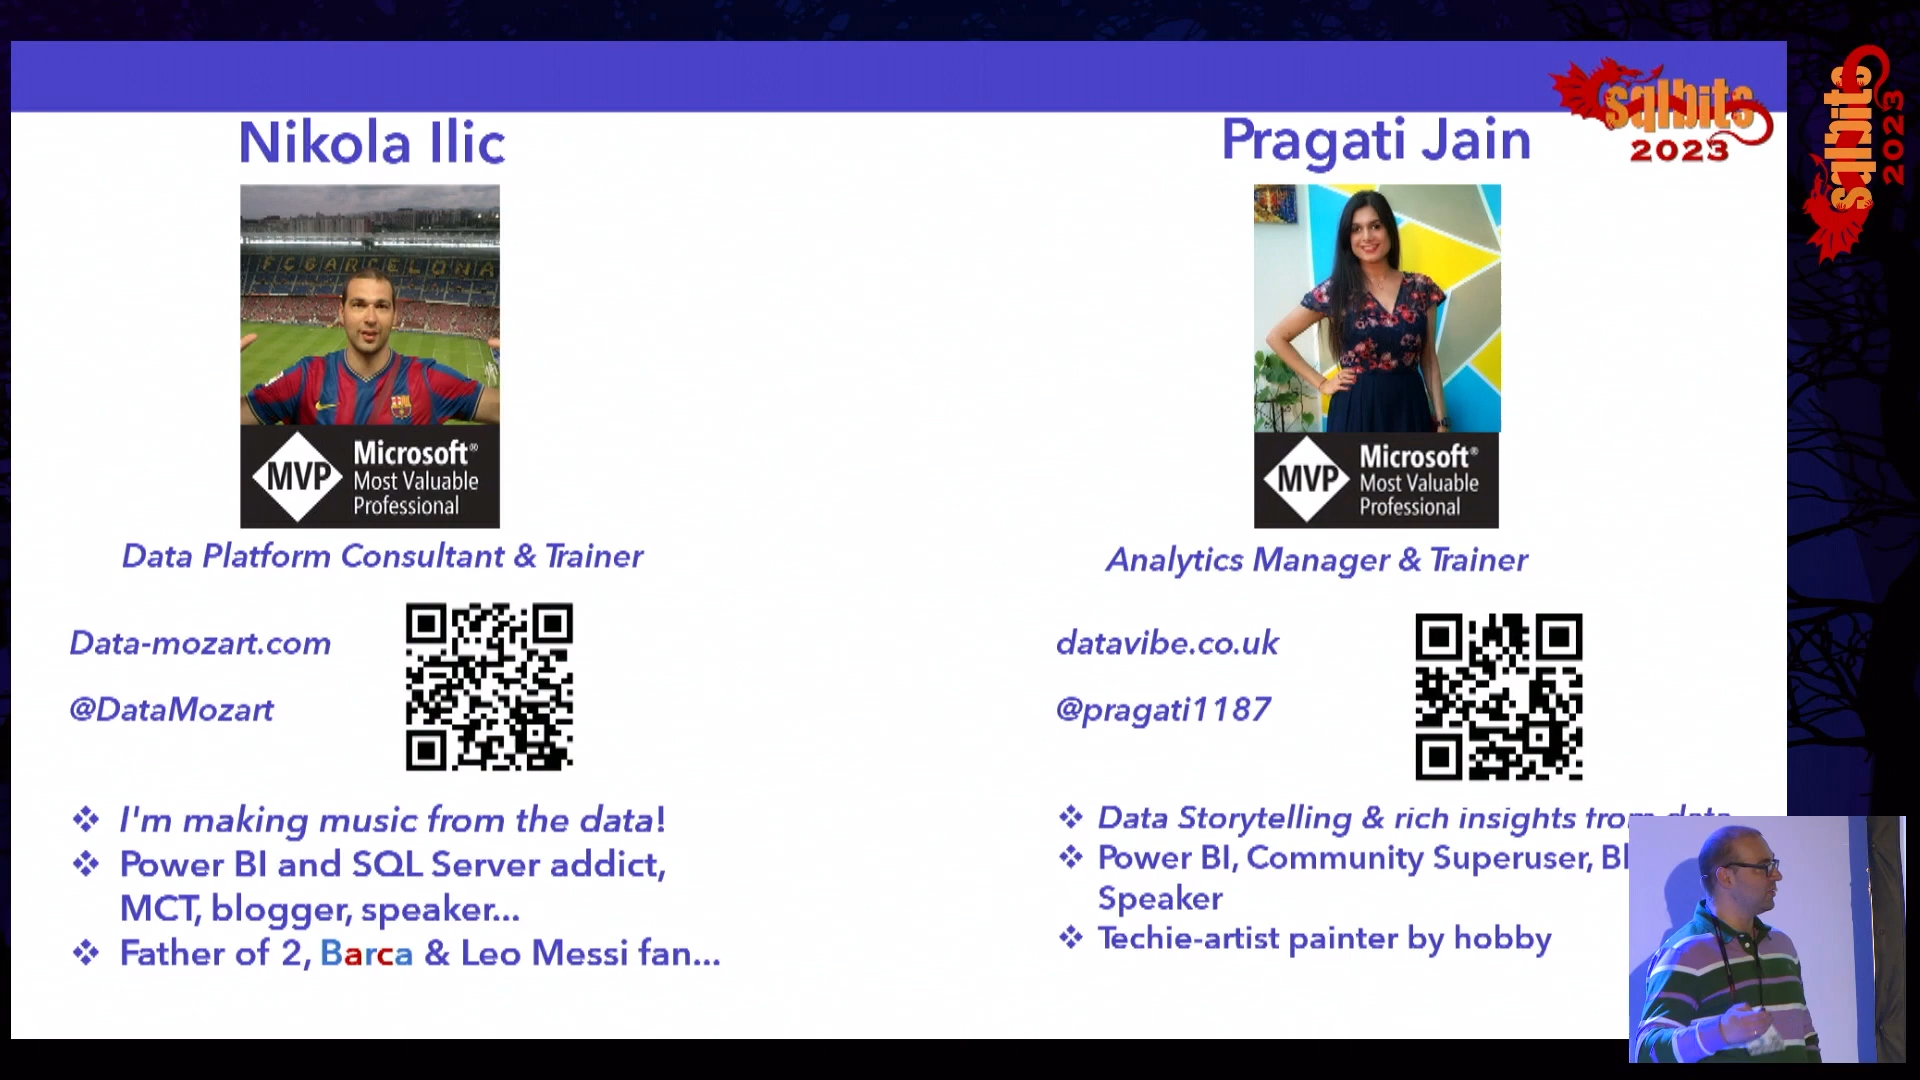 Nikola Ilic
FC BARCELONA
MVP
Microsoft®
Most Valuable
Professional
Data Platform Consultant & Trainer
Data-mozart.com
@DataMozart
❖ I'm making music from the data!
❖ Power BI and SQL Server addict,
MCT, blogger, speaker...
❖ Father of 2, Barca & Leo Messi fan...
Pragati Jain
MVP
Microsoft®
Most Valuable
Professional
Analytics Manager & Trainer
datavibe.co.uk
@pragati1187
❖ Data Storytelling & rich insights from data
❖ Power BI, Community Superuser,
Speaker
❖ Techie-artist painter by hobby
sqlbits
2023
sqlbits
2023